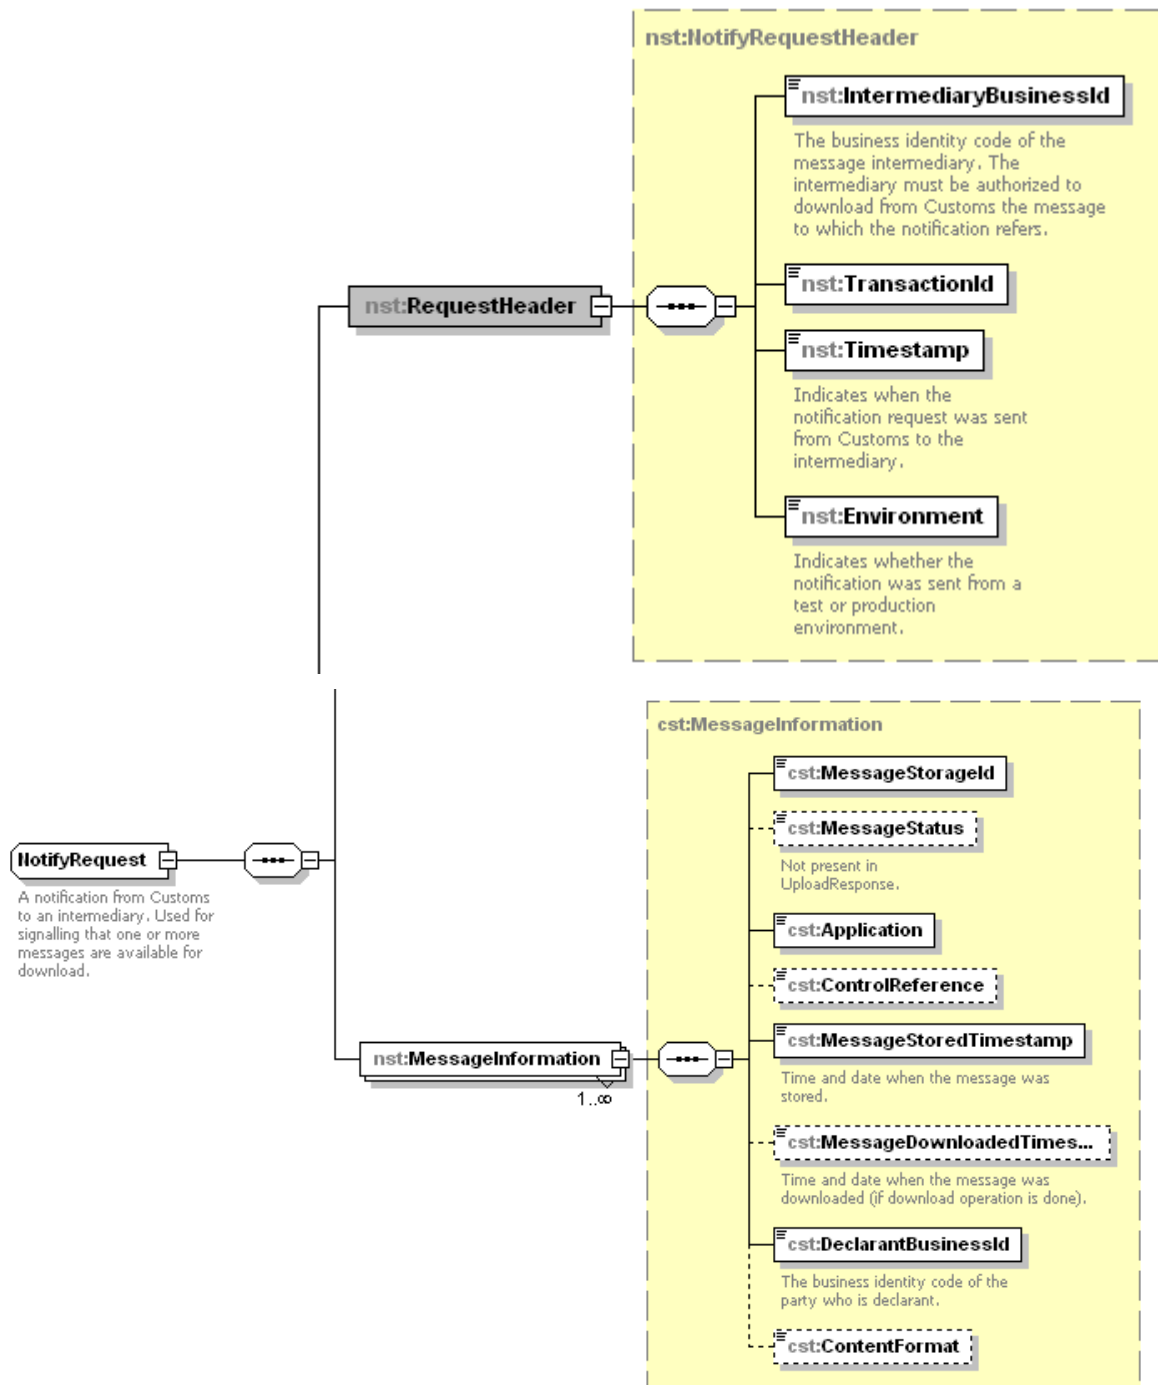 nst:NotifyRequestHeader
nst:IntermediaryBusinessId
The business identity code of the
message intermediary. The
intermediary must be authorized to
download from Customs the message
to which the notification refers.
nst:TransactionId
nst:RequestHeader
nst:Timestamp
Indicates when the
notification request was sent
from Customs to the
intermediary.
nst:Environment
Indicates whether the
notification was sent from a
test or production
environment.
cst:MessageInformation
cst:MessageStorageId
cst:MessageStatus
Not present in
UploadResponse.
NotifyRequest
A notification from Customs
to an intermediary. Used for
signalling that one or more
messages are available for
download.
cst:Application
cst:ControlReference
nst:MessageInformation
1..∞
cst:MessageStoredTimestamp
Time and date when the message was
stored.
cst:MessageDownloadedTimes...
Time and date when the message was
downloaded (if download operation is done).
cst:DeclarantBusinessId
The business identity code of the
party who is declarant.
cst:ContentFormat